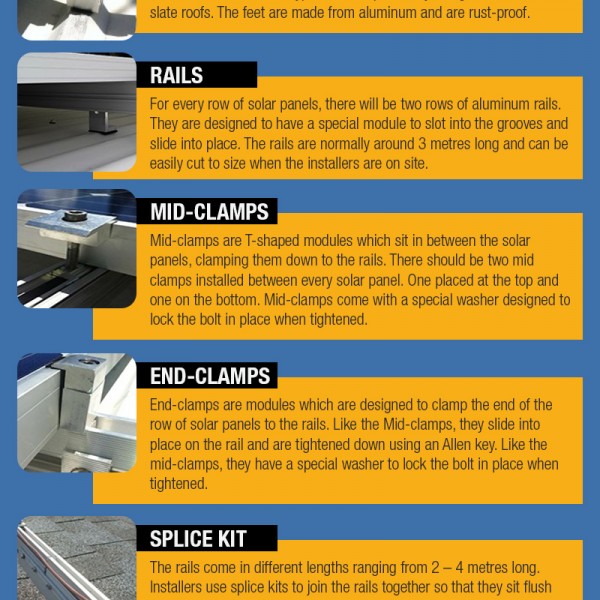 slate roofs. The feet are made from aluminum and are rust-proof.
RAILS
For every row of solar panels, there will be two rows of aluminum rails.
They are designed to have a special module to slot into the grooves and
slide into place. The rails are normally around 3 metres long and can be
easily cut to size when the installers are on site.
MID-CLAMPS
Mid-clamps are T-shaped modules which sit in between the solar
panels, clamping them down to the rails. There should be two mid
clamps installed between every solar panel. One placed at the top and
one on the bottom. Mid-clamps come with a special washer designed to
lock the bolt in place when tightened.
END-CLAMPS
End-clamps are modules which are designed to clamp the end of the
row of solar panels to the rails. Like the Mid-clamps, they slide into
place on the rail and are tightened down using an Allen key. Like the
mid-clamps, they have a special washer to lock the bolt in place when
tightened.
SPLICE KIT
The rails come in different lengths ranging from 2 – 4 metres long.
Installers use splice kits to join the rails together so that they sit flush